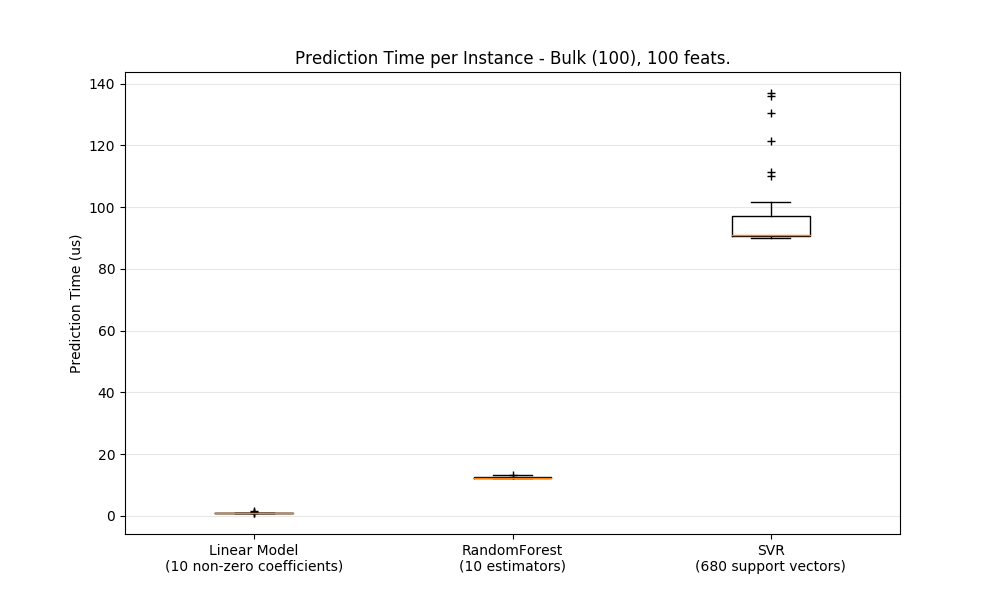 Prediction Time per Instance - Bulk (100), 100 feats.
140
120
100
80
60
40
20
0
Prediction Time (us)
Linear Model
(10 non-zero coefficients)
RandomForest
(10 estimators)
SVR
(680 support vectors)